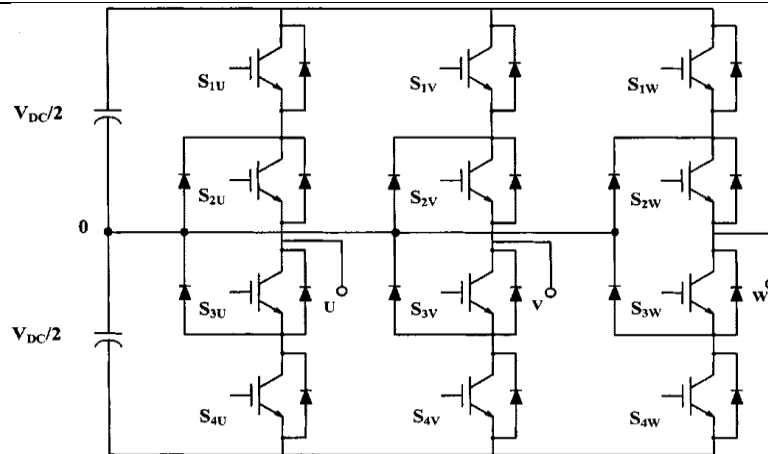 S1U
S1V
S1W
VDC/2
S2U
S2V
S2W
0
S3U
U
S3V
V
S3W
W
VDC/2
S4U
S4V
S4W